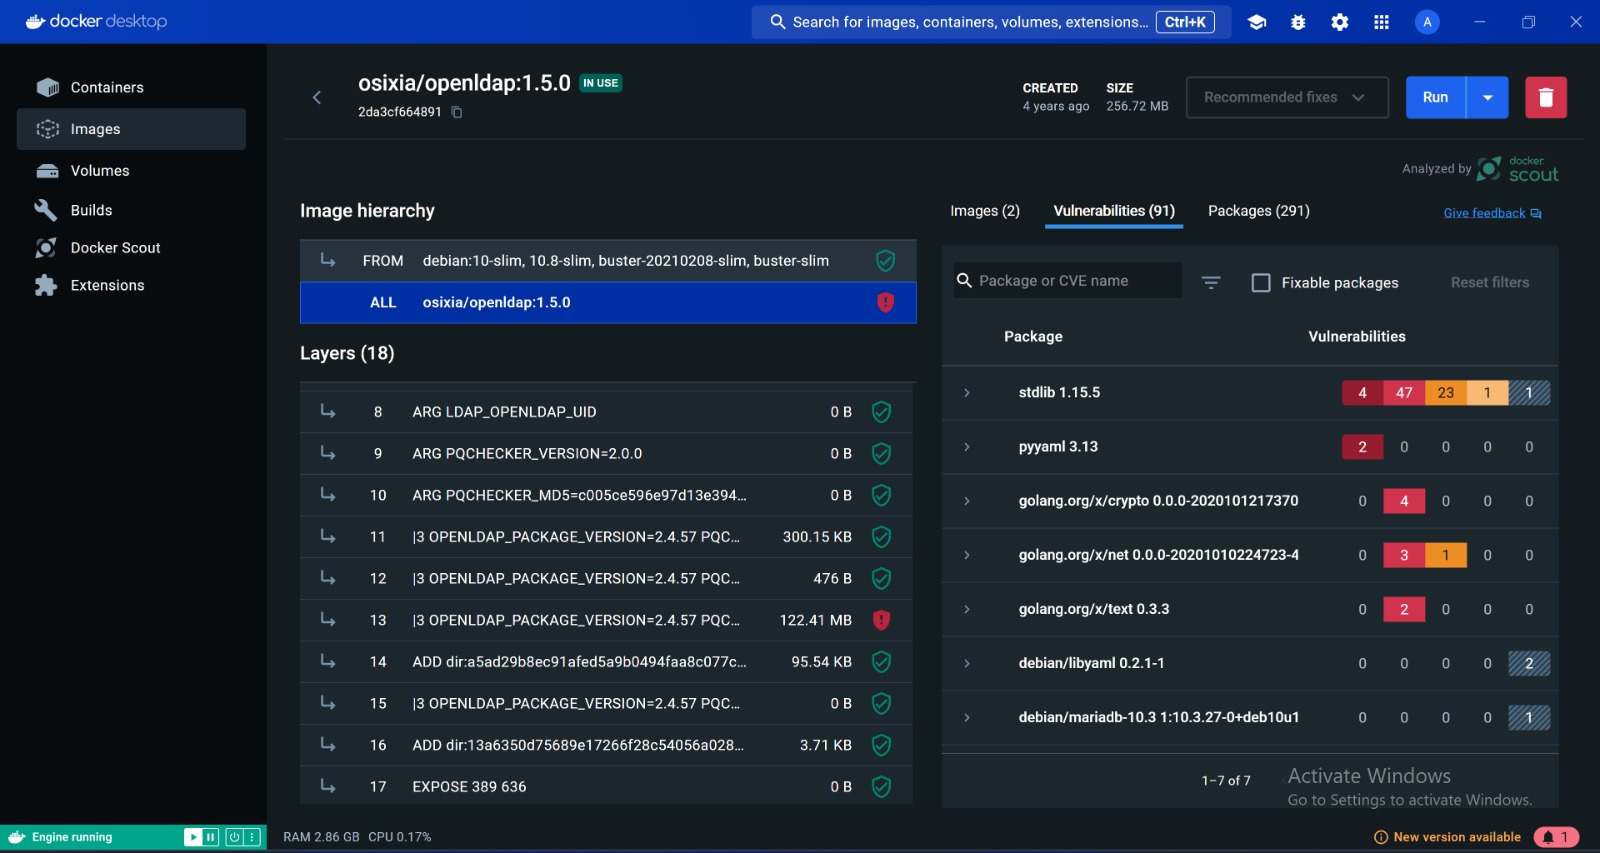 docker desktop
Search for images, containers, volumes, extensions... Ctrl+K
A
Containers
Images
Volumes
Builds
Docker Scout
Extensions
osixia/openldap:1.5.0 IN USE
2da3cf664891
CREATED
4 years ago
SIZE
256.72 MB
Recommended fixes
Run
Analyzed by docker scout
Image hierarchy
FROM debian:10-slim, 10.8-slim, buster-20210208-slim, buster-slim
ALL osixia/openldap:1.5.0
Layers (18)
8 ARG LDAP_OPENLDAP_UID 0 B
9 ARG PQCHECKER_VERSION=2.0.0 0 B
10 ARG PQCHECKER_MD5=c005ce596e97d13e394... 0 B
11 |3 OPENLDAP_PACKAGE_VERSION=2.4.57 PQC... 300.15 KB
12 |3 OPENLDAP_PACKAGE_VERSION=2.4.57 PQC... 476 B
13 |3 OPENLDAP_PACKAGE_VERSION=2.4.57 PQC... 122.41 MB
14 ADD dir:a5ad29b8ec91afed5a9b0494faa8c077c... 95.54 KB
15 |3 OPENLDAP_PACKAGE_VERSION=2.4.57 PQC... 0 B
16 ADD dir:13a6350d75689e17266f28c54056a028... 3.71 KB
17 EXPOSE 389 636 0 B
Images (2) Vulnerabilities (91) Packages (291) Give feedback
Package or CVE name Fixable packages Reset filters
Package Vulnerabilities
stdlib 1.15.5 4 47 23 1 1
pyyaml 3.13 2 0 0 0 0
golang.org/x/crypto 0.0.0-2020101217370 0 4 0 0 0
golang.org/x/net 0.0.0-20201010224723-4 0 3 1 0 0
golang.org/x/text 0.3.3 0 2 0 0 0
debian/libyaml 0.2.1-1 0 0 0 0 2
debian/mariadb-10.3 1:10.3.27-0+deb10u1 0 0 0 0 1
1–7 of 7
Activate Windows
Go to Settings to activate Windows.
Engine running
RAM 2.86 GB CPU 0.17%
New version available
1